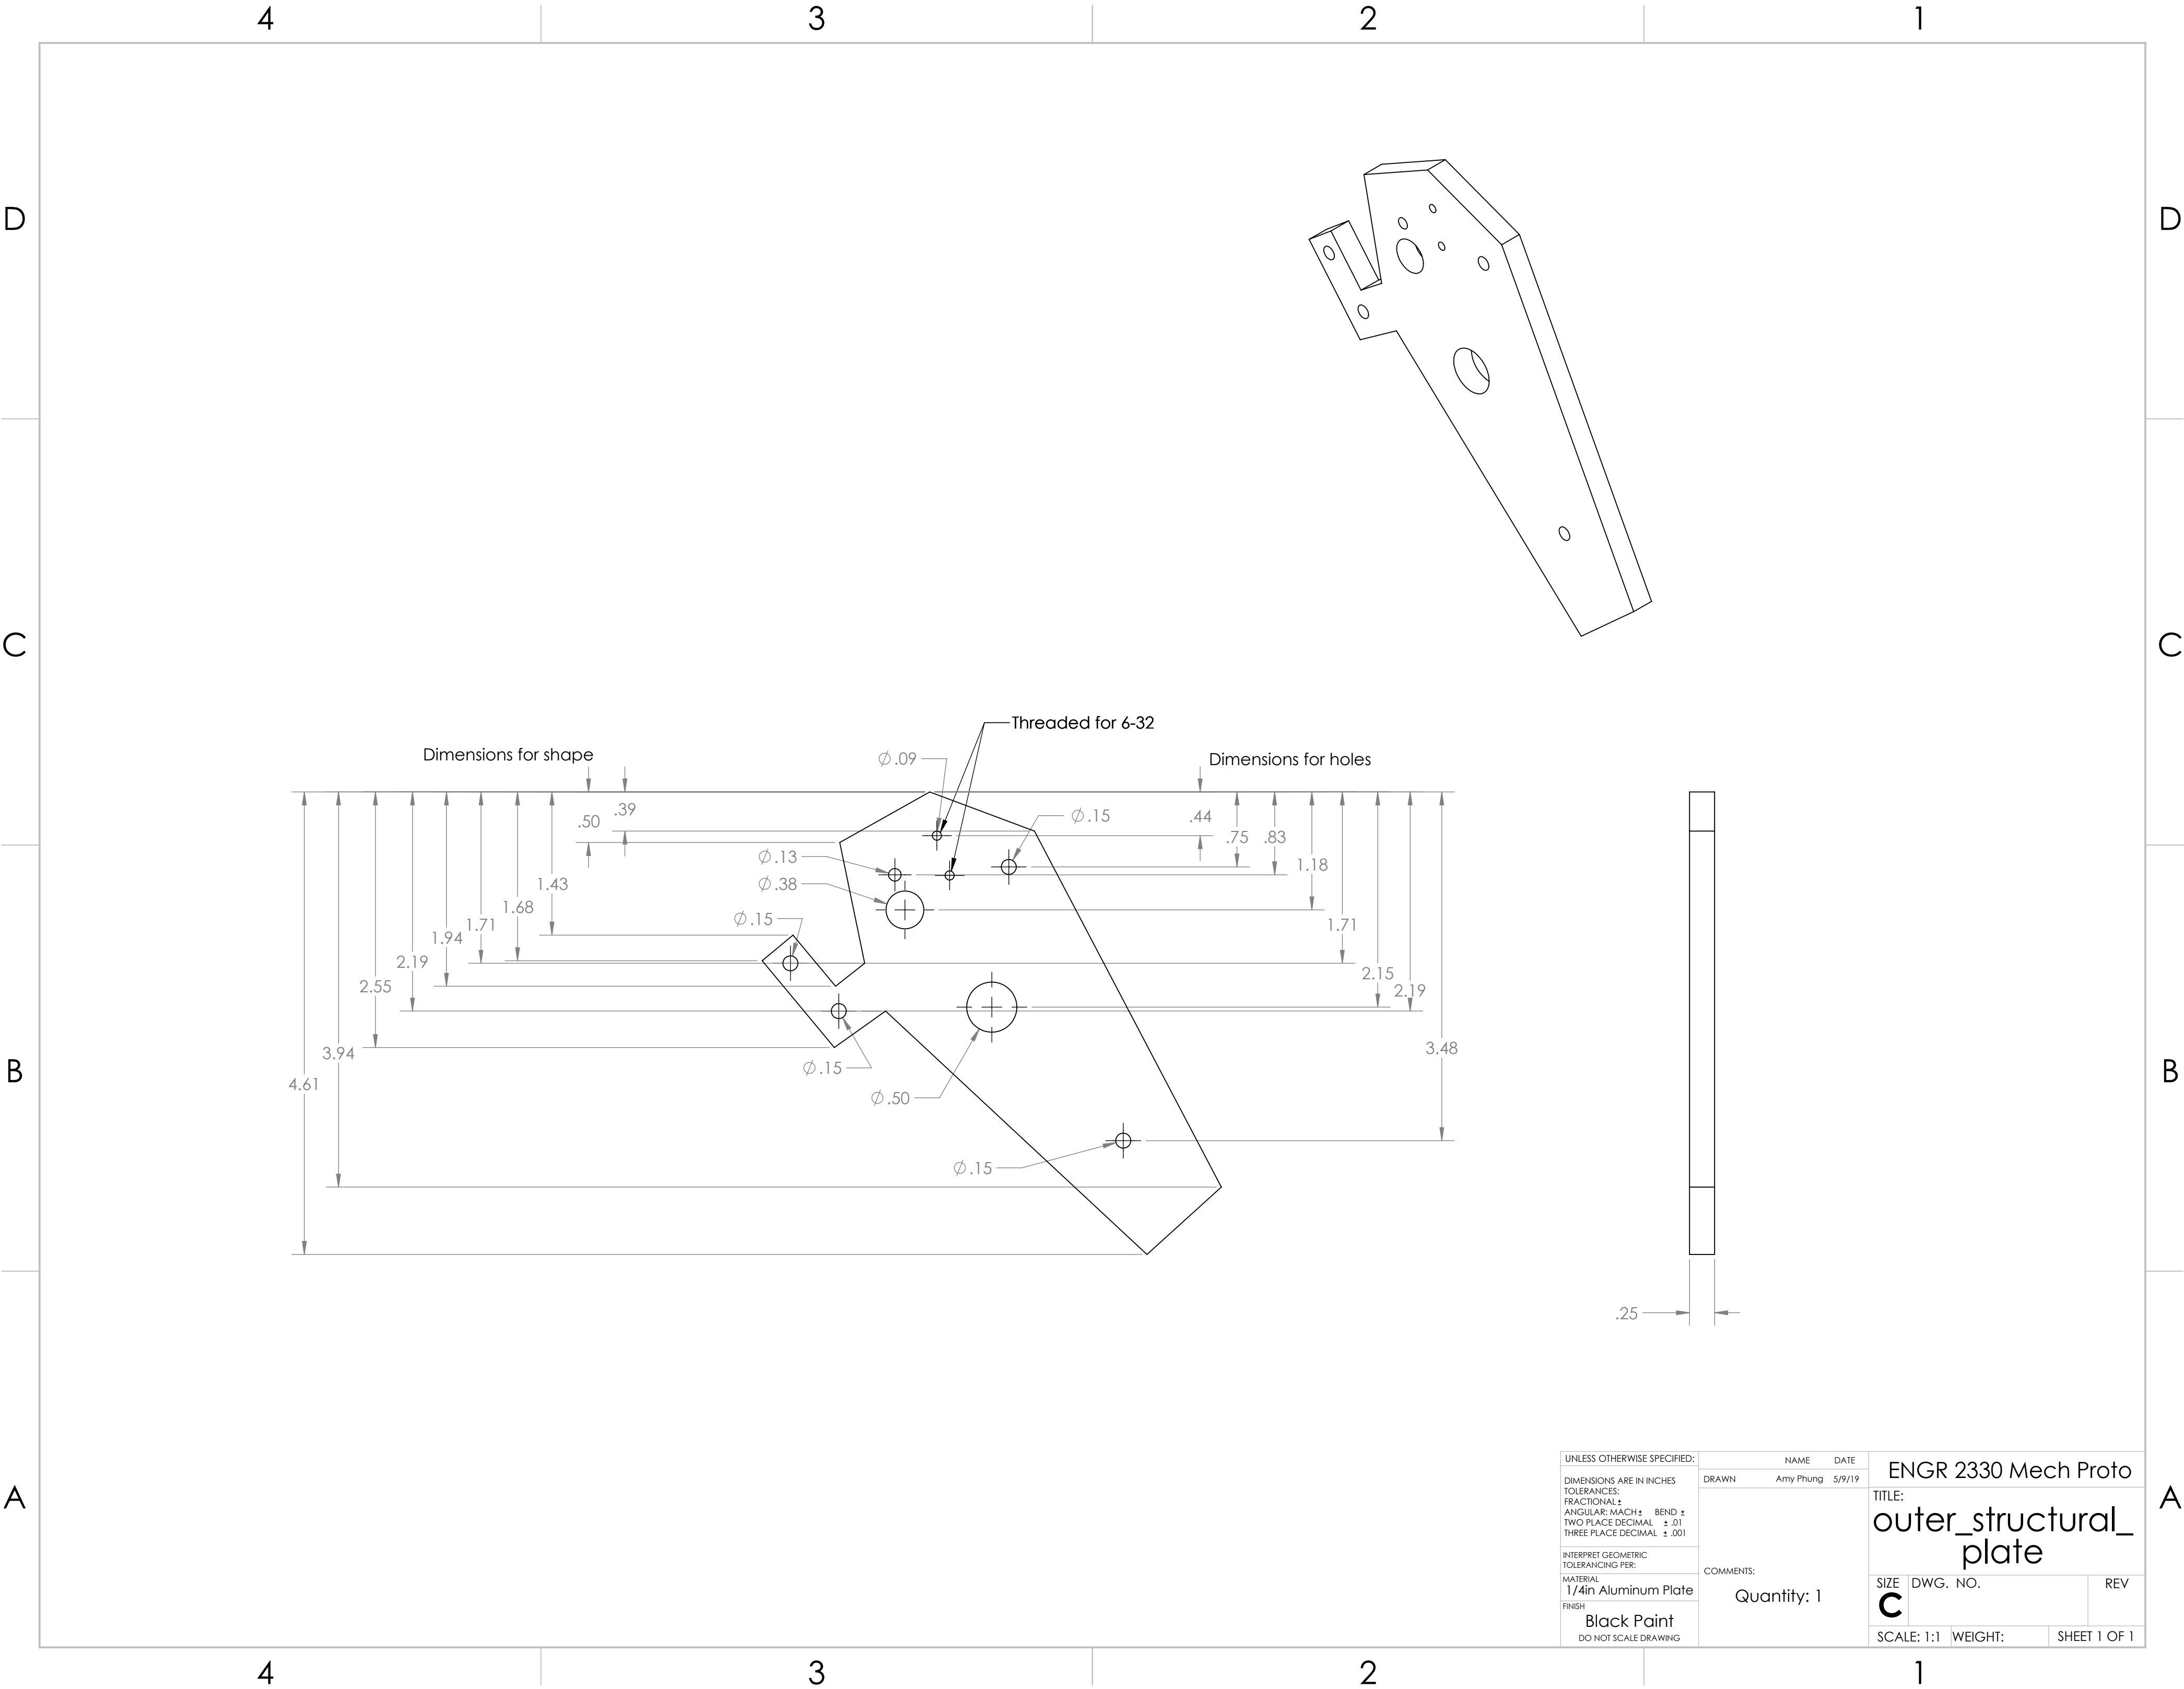 4 3 2 1
D D
C C
B B
A A
4 3 2 1
Threaded for 6-32
Dimensions for shape
Dimensions for holes
∅.09
.50
.39
1.43
1.68
1.71
1.94
2.19
2.55
3.94
4.61
∅.13
∅.38
∅.15
∅.15
∅.15
∅.50
∅.15
.44
.75
.83
1.18
1.71
2.15
2.19
3.48
.25
UNLESS OTHERWISE SPECIFIED:
DIMENSIONS ARE IN INCHES
TOLERANCES:
FRACTIONAL ±
ANGULAR: MACH ± BEND ±
TWO PLACE DECIMAL ± .01
THREE PLACE DECIMAL ± .001
INTERPRET GEOMETRIC
TOLERANCING PER:
MATERIAL
1/4in Aluminum Plate
FINISH
Black Paint
DO NOT SCALE DRAWING
NAME DATE
DRAWN Amy Phung 5/9/19
COMMENTS:
Quantity: 1
ENGR 2330 Mech Proto
TITLE:
outer_structural_
plate
SIZE DWG. NO. REV
C
SCALE: 1:1 WEIGHT: SHEET 1 OF 1